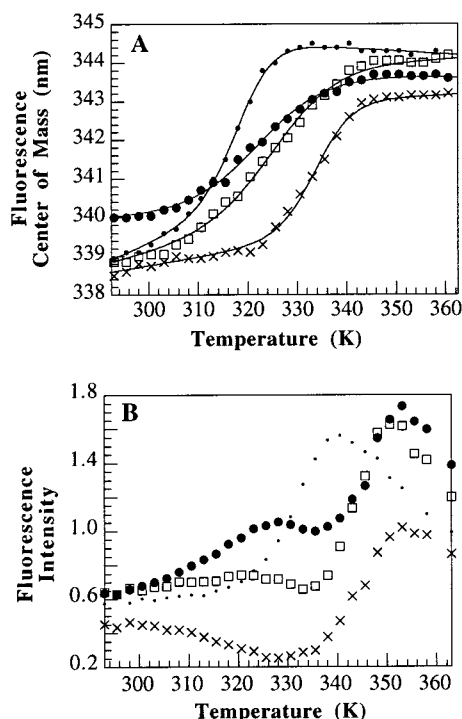 A
345
344
343
342
341
340
339
338
Fluorescence
Center of Mass (nm)
300 310 320 330 340 350 360
Temperature (K)
B
1.8
1.4
1.0
0.6
0.2
Fluorescence
Intensity
300 310 320 330 340 350 360
Temperature (K)